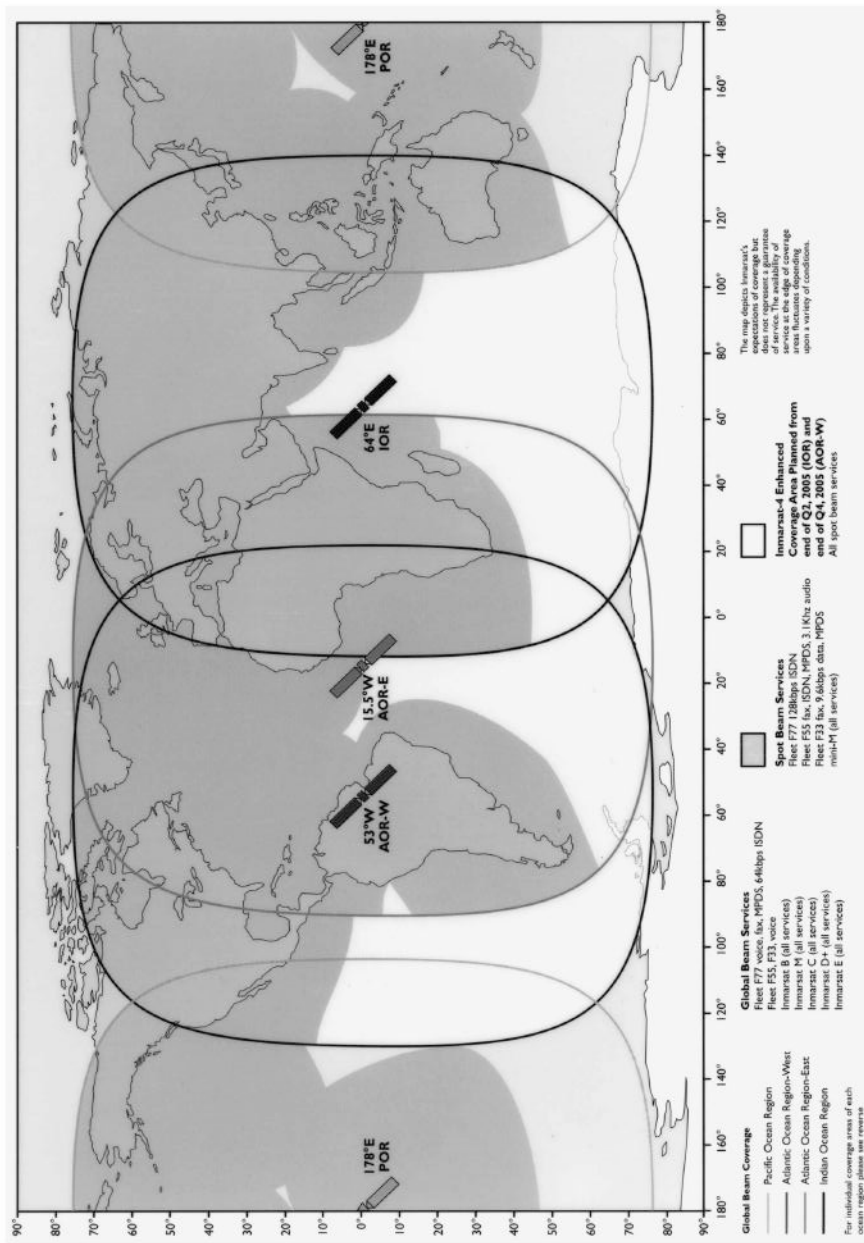 178°E
POR
53°W
AOR-W
15.5°W
AOR-E
64°E
IOR
178°E
POR
90°
80°
70°
60°
50°
40°
30°
20°
10°
0°
10°
20°
30°
40°
50°
60°
70°
80°
90°
180°
160°
140°
120°
100°
80°
60°
40°
20°
0°
20°
40°
60°
80°
100°
120°
140°
160°
180°
Global Beam Coverage
Pacific Ocean Region
Atlantic Ocean Region-West
Atlantic Ocean Region-East
Indian Ocean Region
For individual coverage areas of each
ocean region please see reverse
Global Beam Services
Fleet F77 voice, fax, MPDS, 64kbps ISDN
Fleet F55, F33, voice
Inmarsat B (all services)
Inmarsat M (all services)
Inmarsat C (all services)
Inmarsat D+ (all services)
Inmarsat E (all services)
Spot Beam Services
Fleet F77 128kbps ISDN
Fleet F55 fax, ISDN, MPDS, 3.1Khz audio
Fleet F33 fax, 9.6kbps data, MPDS
mini-M (all services)
Inmarsat-4 Enhanced
Coverage Area Planned from
end of Q2, 2005 (IOR) and
end of Q4, 2005 (AOR-W)
All spot beam services
The map depicts Inmarsat's
expectations of coverage but
does not represent a guarantee
of service. The availability of
service at the edge of coverage
areas fluctuates depending
upon a variety of conditions.